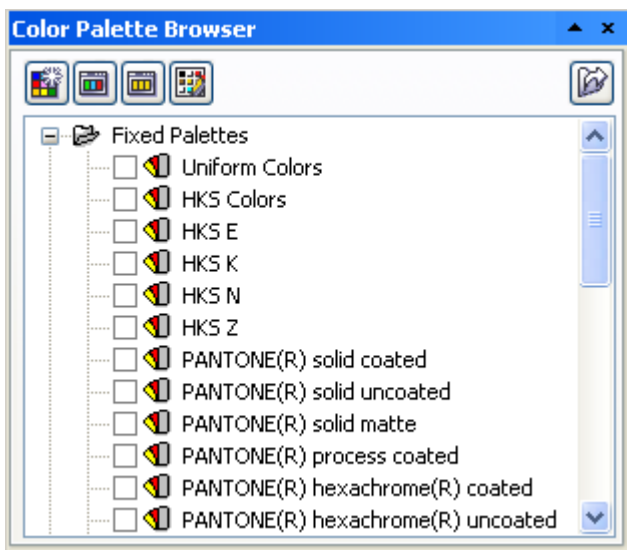 Color Palette Browser
Fixed Palettes
Uniform Colors
HKS Colors
HKS E
HKS K
HKS N
HKS Z
PANTONE(R) solid coated
PANTONE(R) solid uncoated
PANTONE(R) solid matte
PANTONE(R) process coated
PANTONE(R) hexachrome(R) coated
PANTONE(R) hexachrome(R) uncoated